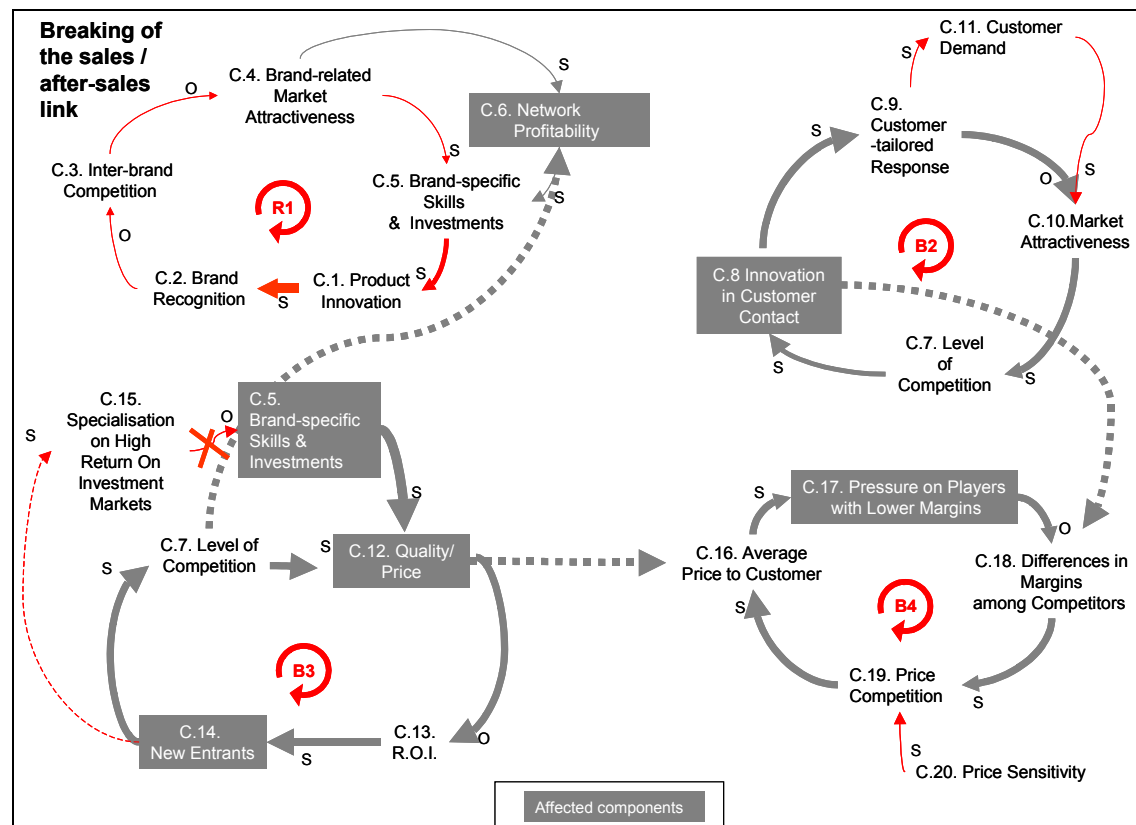 Breaking of
the sales /
after-sales
link
C.4. Brand-related
Market
Attractiveness
O
S
S
C.6. Network
Profitability
C.3. Inter-brand
Competition
R1
C.5. Brand-specific
Skills
& Investments
S
O
S
C.2. Brand
Recognition
S
C.1. Product
Innovation
C.11. Customer
Demand
S
C.9.
Customer
-tailored
Response
S
O
S
C.10.Market
Attractiveness
B2
C.8 Innovation
in Customer
Contact
C.7. Level
of
Competition
S
S
C.15.
Specialisation
on High
Return On
Investment
Markets
S
O
C.5.
Brand-specific
Skills &
Investments
S
C.7. Level of
Competition
S
S
C.12. Quality/
Price
B3
C.14.
New Entrants
S
C.13.
R.O.I.
O
C.17. Pressure on Players
with Lower Margins
S
O
C.16. Average
Price to Customer
C.18. Differences in
Margins
among Competitors
S
B4
C.19. Price
Competition
S
S
C.20. Price Sensitivity
Affected components